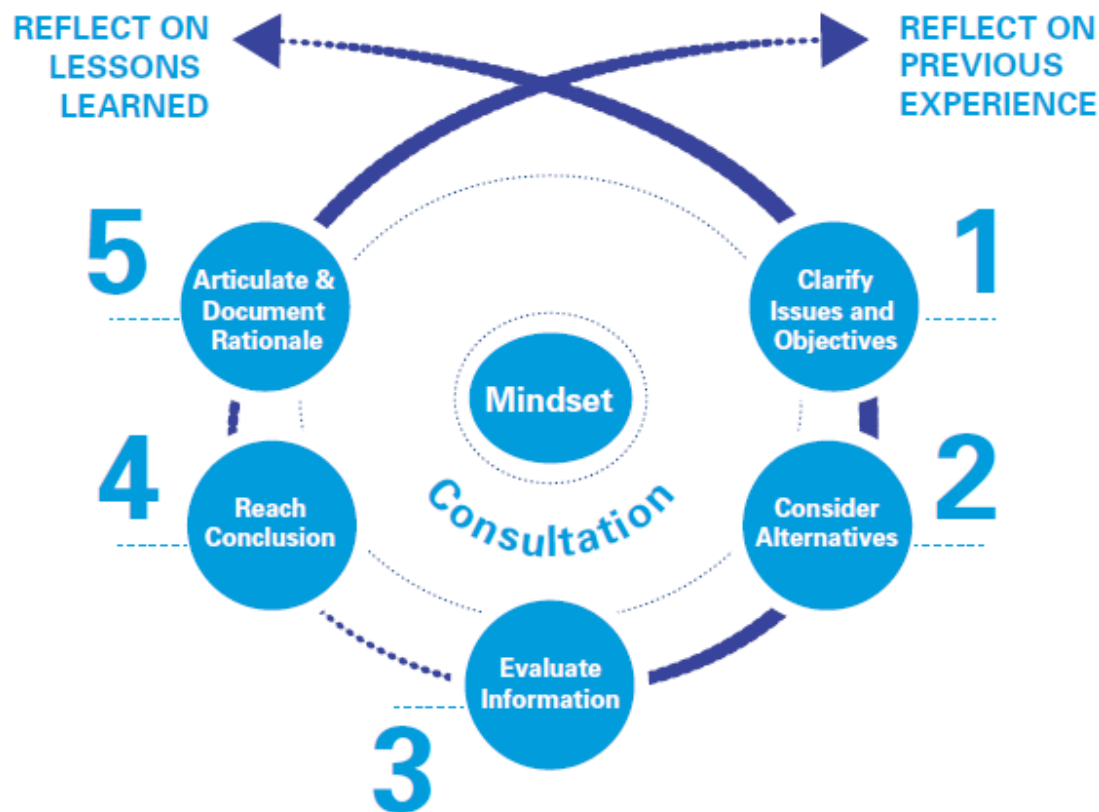 REFLECT ON
LESSONS
LEARNED
REFLECT ON
PREVIOUS
EXPERIENCE
5
Articulate &
Document
Rationale
1
Clarify
Issues and
Objectives
Mindset
Consultation
4
Reach
Conclusion
2
Consider
Alternatives
3
Evaluate
Information